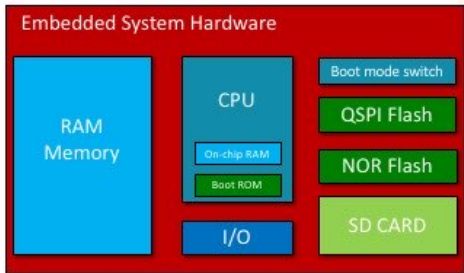 Embedded System Hardware
RAM
Memory
CPU
On-chip RAM
Boot ROM
I/O
Boot mode switch
QSPI Flash
NOR Flash
SD CARD